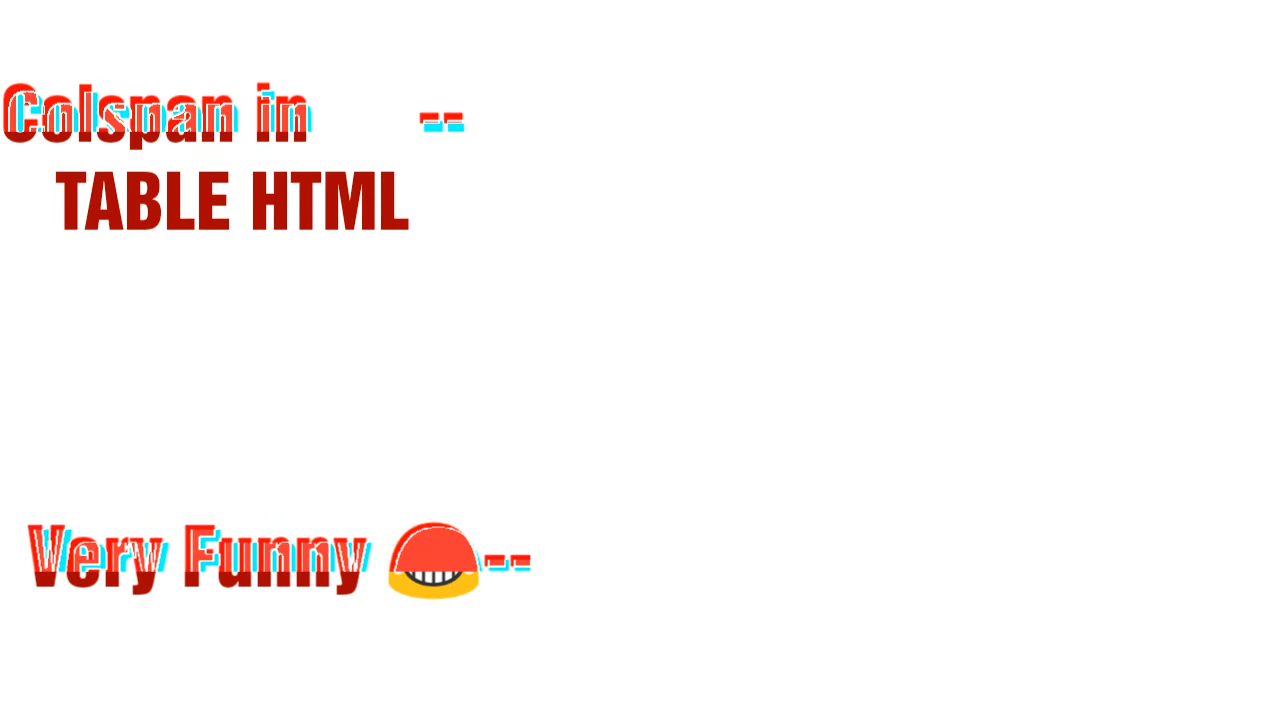 Colspan in --
TABLE HTML
Very Funny 😁--